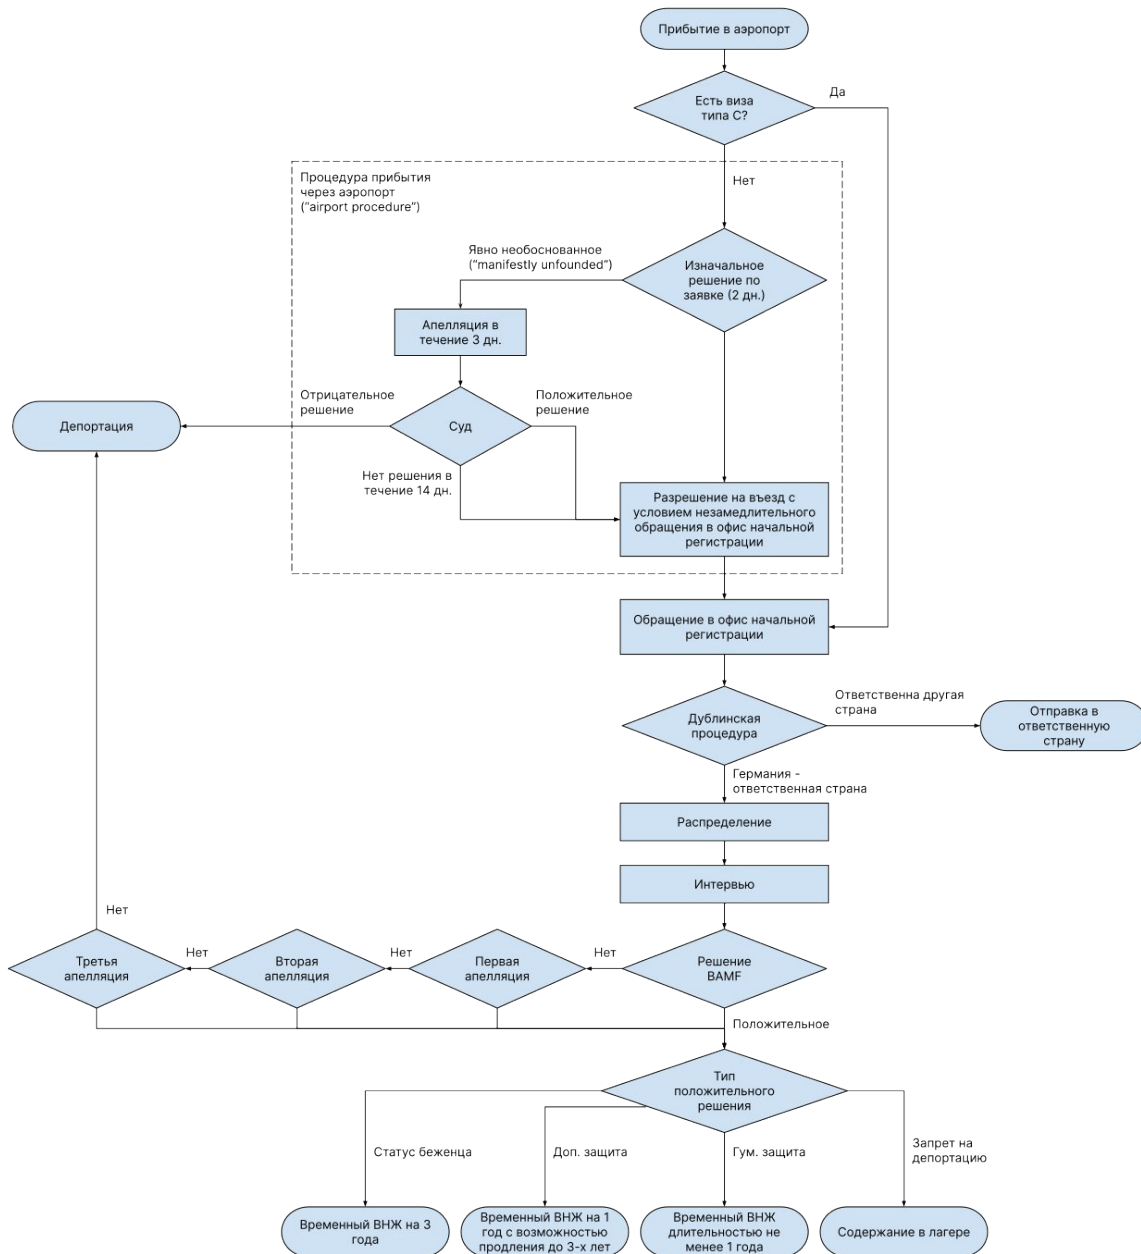 Прибытие в аэропорт
Есть виза
типа C?
Да
Нет
Процедура прибытия
через аэропорт
("airport procedure")
Явно необоснованное
("manifestly unfounded")
Изначальное
решение по
заявке (2 дн.)
Апелляция в
течение 3 дн.
Отрицательное
решение
Положительное
решение
Суд
Депортация
Нет решения в
течение 14 дн.
Разрешение на въезд с
условием незамедлительного
обращения в офис начальной
регистрации
Обращение в офис начальной
регистрации
Дублинская
процедура
Ответственна другая
страна
Отправка в
ответственную
страну
Германия -
ответственная страна
Распределение
Интервью
Решение
BAMF
Нет
Первая
апелляция
Нет
Вторая
апелляция
Нет
Третья
апелляция
Нет
Положительное
Тип
положительного
решения
Статус беженца
Доп. защита
Гум. защита
Запрет на
депортацию
Временный ВНЖ на 3
года
Временный ВНЖ на 1
год с возможностью
продления до 3-х лет
Временный ВНЖ
длительностью не
менее 1 года
Содержание в лагере